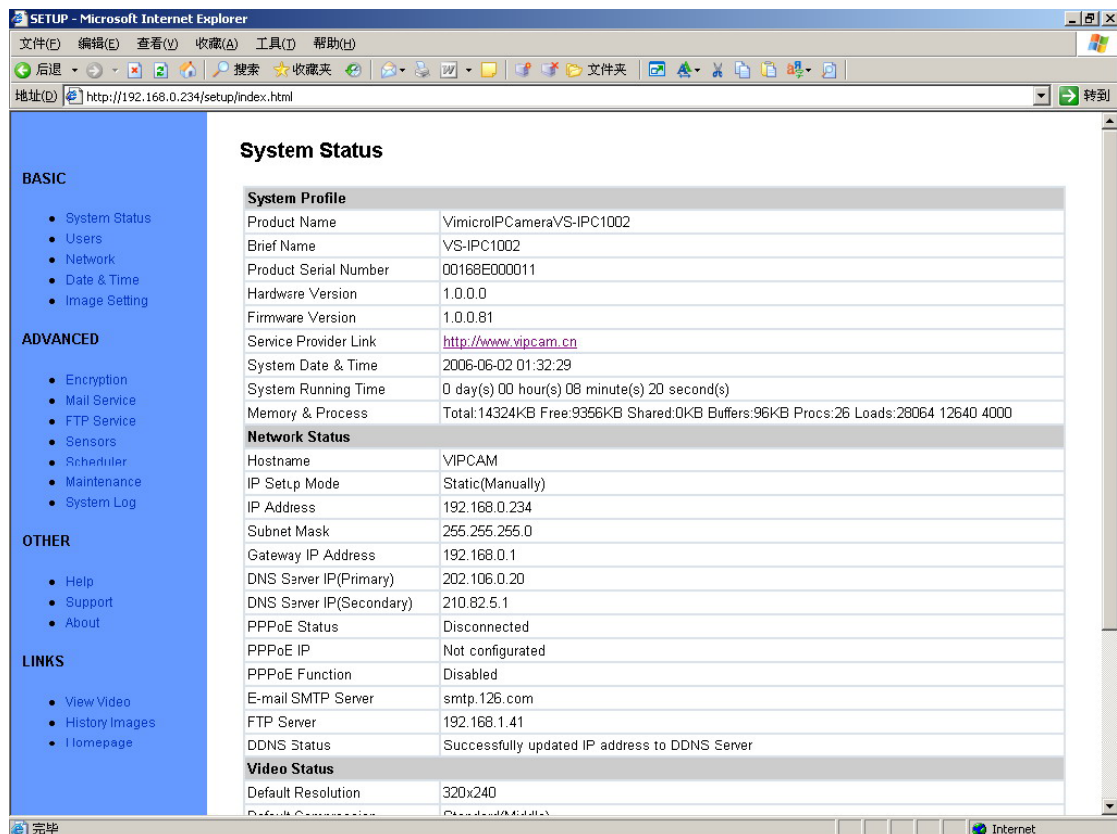 SETUP - Microsoft Internet Explorer
文件(F) 编辑(E) 查看(V) 收藏(A) 工具(T) 帮助(H)
后退 搜索 收藏夹 文件夹
地址(D) http://192.168.0.234/setup/index.html 转到
BASIC
System Status
Users
Network
Date & Time
Image Setting
ADVANCED
Encryption
Mail Service
FTP Service
Sensors
Scheduler
Maintenance
System Log
OTHER
Help
Support
About
LINKS
View Video
History Images
Homepage
System Status
System Profile
Product Name VimicroIPCameraVS-IPC1002
Brief Name VS-IPC1002
Product Serial Number 00168E000011
Hardware Version 1.0.0.0
Firmware Version 1.0.0.81
Service Provider Link http://www.vipcam.cn
System Date & Time 2006-06-02 01:32:29
System Running Time 0 day(s) 00 hour(s) 08 minute(s) 20 second(s)
Memory & Process Total:14324KB Free:9356KB Shared:0KB Buffers:96KB Procs:26 Loads:28064 12640 4000
Network Status
Hostname VIPCAM
IP Setup Mode Static(Manually)
IP Address 192.168.0.234
Subnet Mask 255.255.255.0
Gateway IP Address 192.168.0.1
DNS Server IP(Primary) 202.106.0.20
DNS Server IP(Secondary) 210.82.5.1
PPPoE Status Disconnected
PPPoE IP Not configurated
PPPoE Function Disabled
E-mail SMTP Server smtp.126.com
FTP Server 192.168.1.41
DDNS Status Successfully updated IP address to DDNS Server
Video Status
Default Resolution 320x240
Default Compression Standard(Middle)
完毕 Internet